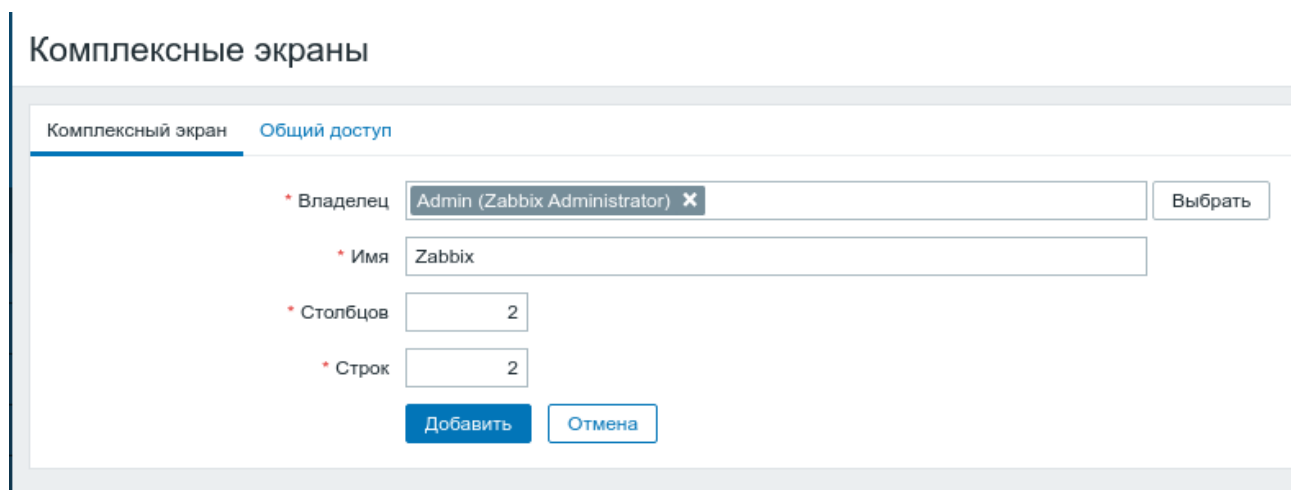 Комплексные экраны
Комплексный экран Общий доступ
* Владелец Admin (Zabbix Administrator) ✖ Выбрать
* Имя Zabbix
* Столбцов 2
* Строк 2
Добавить Отмена